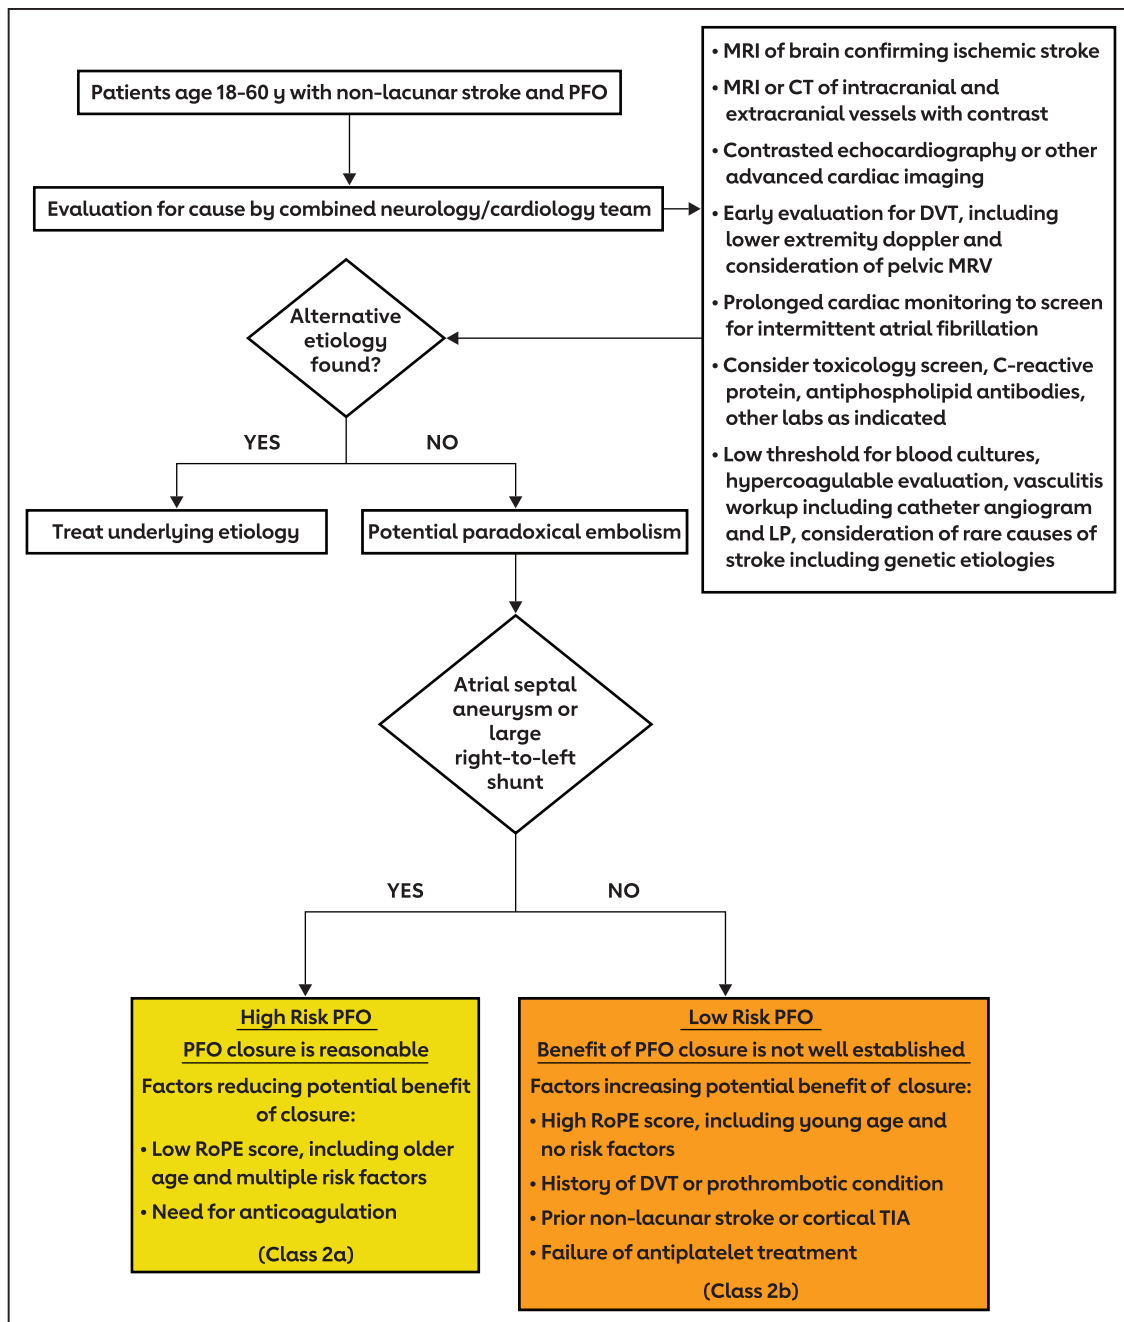 Patients age 18-60 y with non-lacunar stroke and PFO
Evaluation for cause by combined neurology/cardiology team
• MRI of brain confirming ischemic stroke
• MRI or CT of intracranial and
extracranial vessels with contrast
• Contrasted echocardiography or other
advanced cardiac imaging
• Early evaluation for DVT, including
lower extremity doppler and
consideration of pelvic MRV
• Prolonged cardiac monitoring to screen
for intermittent atrial fibrillation
• Consider toxicology screen, C-reactive
protein, antiphospholipid antibodies,
other labs as indicated
• Low threshold for blood cultures,
hypercoagulable evaluation, vasculitis
workup including catheter angiogram
and LP, consideration of rare causes of
stroke including genetic etiologies
Alternative
etiology
found?
YES
NO
Treat underlying etiology
Potential paradoxical embolism
Atrial septal
aneurysm or
large
right-to-left
shunt
YES
NO
High Risk PFO
PFO closure is reasonable
Factors reducing potential benefit
of closure:
• Low RoPE score, including older
age and multiple risk factors
• Need for anticoagulation
(Class 2a)
Low Risk PFO
Benefit of PFO closure is not well established
Factors increasing potential benefit of closure:
• High RoPE score, including young age and
no risk factors
• History of DVT or prothrombotic condition
• Prior non-lacunar stroke or cortical TIA
• Failure of antiplatelet treatment
(Class 2b)